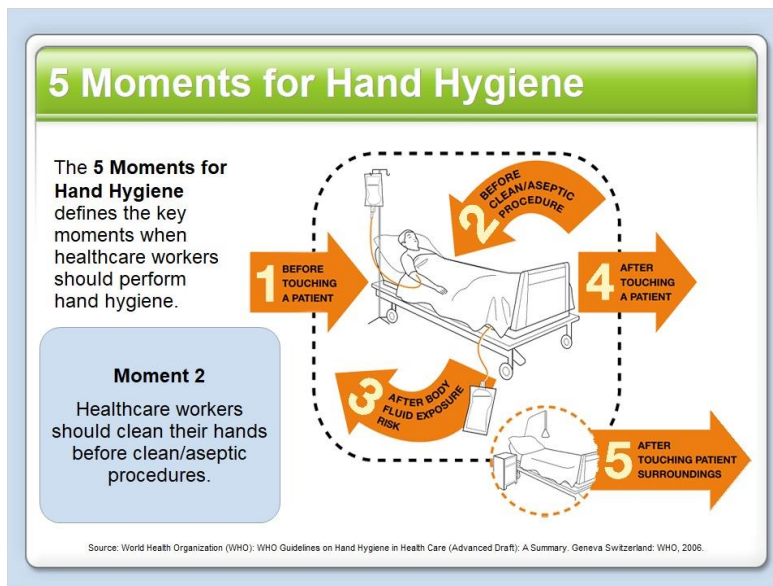 5 Moments for Hand Hygiene
The 5 Moments for
Hand Hygiene
defines the key
moments when
healthcare workers
should perform
hand hygiene.
Moment 2
Healthcare workers
should clean their hands
before clean/aseptic
procedures.
1 BEFORE
TOUCHING
A PATIENT
2 BEFORE
CLEAN/ASEPTIC
PROCEDURE
3 AFTER BODY
FLUID EXPOSURE
RISK
4 AFTER
TOUCHING
A PATIENT
5 AFTER
TOUCHING PATIENT
SURROUNDINGS
Source: World Health Organization (WHO): WHO Guidelines on Hand Hygiene in Health Care (Advanced Draft): A Summary. Geneva Switzerland: WHO, 2006.